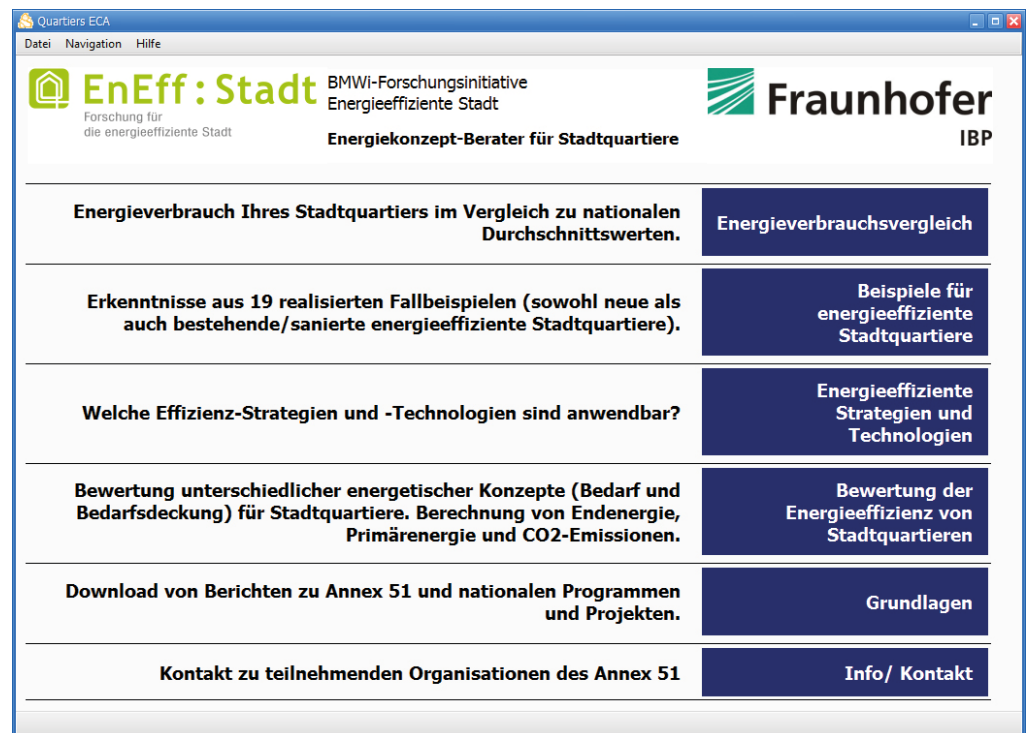 Quartiers ECA
Datei Navigation Hilfe
EnEff : Stadt
Forschung für
die energieeffiziente Stadt
BMWi-Forschungsinitiative
Energieeffiziente Stadt
Energiekonzept-Berater für Stadtquartiere
Fraunhofer
IBP
Energieverbrauch Ihres Stadtquartiers im Vergleich zu nationalen
Durchschnittswerten.
Energieverbrauchsvergleich
Erkenntnisse aus 19 realisierten Fallbeispielen (sowohl neue als
auch bestehende/sanierte energieeffiziente Stadtquartiere).
Beispiele für
energieeffiziente
Stadtquartiere
Welche Effizienz-Strategien und -Technologien sind anwendbar?
Energieeffiziente
Strategien und
Technologien
Bewertung unterschiedlicher energetischer Konzepte (Bedarf und
Bedarfsdeckung) für Stadtquartiere. Berechnung von Endenergie,
Primärenergie und CO2-Emissionen.
Bewertung der
Energieeffizienz von
Stadtquartieren
Download von Berichten zu Annex 51 und nationalen Programmen
und Projekten.
Grundlagen
Kontakt zu teilnehmenden Organisationen des Annex 51
Info/ Kontakt